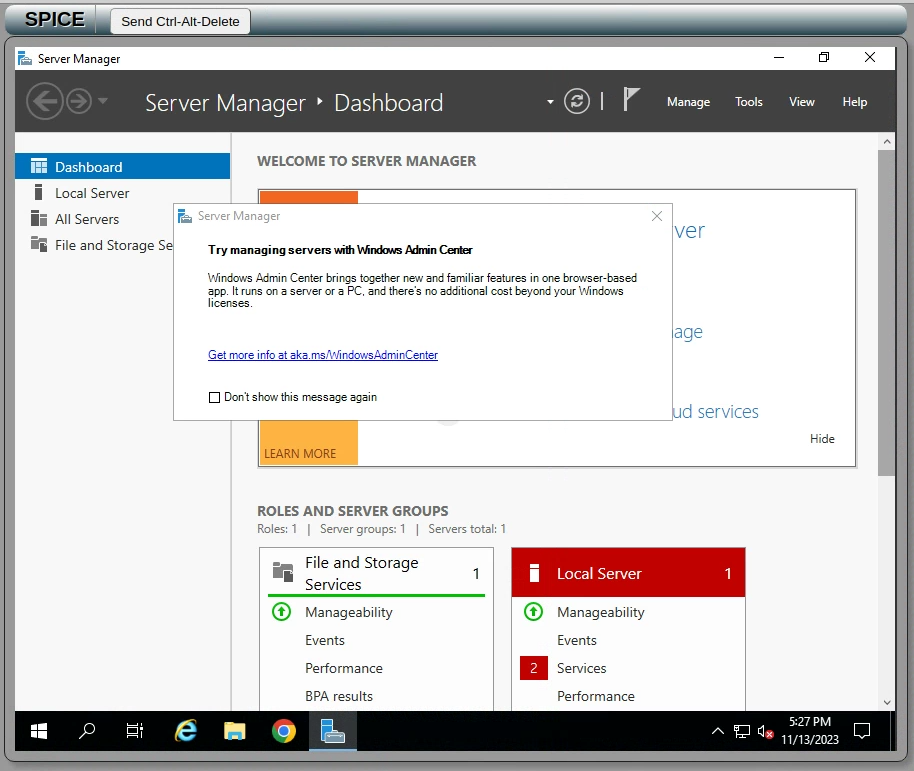 SPICE
Send Ctrl-Alt-Delete
Server Manager
Server Manager ‣ Dashboard
Manage
Tools
View
Help
Dashboard
Local Server
All Servers
File and Storage Se
WELCOME TO SERVER MANAGER
ver
Server Manager
Try managing servers with Windows Admin Center
Windows Admin Center brings together new and familiar features in one browser-based
app. It runs on a server or a PC, and there's no additional cost beyond your Windows
licenses.
Get more info at aka.ms/WindowsAdminCenter
Don't show this message again
nage
ud services
Hide
LEARN MORE
ROLES AND SERVER GROUPS
Roles: 1 | Server groups: 1 | Servers total: 1
File and Storage
Services
1
Manageability
Events
Performance
BPA results
Local Server 1
Manageability
Events
2 Services
Performance
5:27 PM
11/13/2023